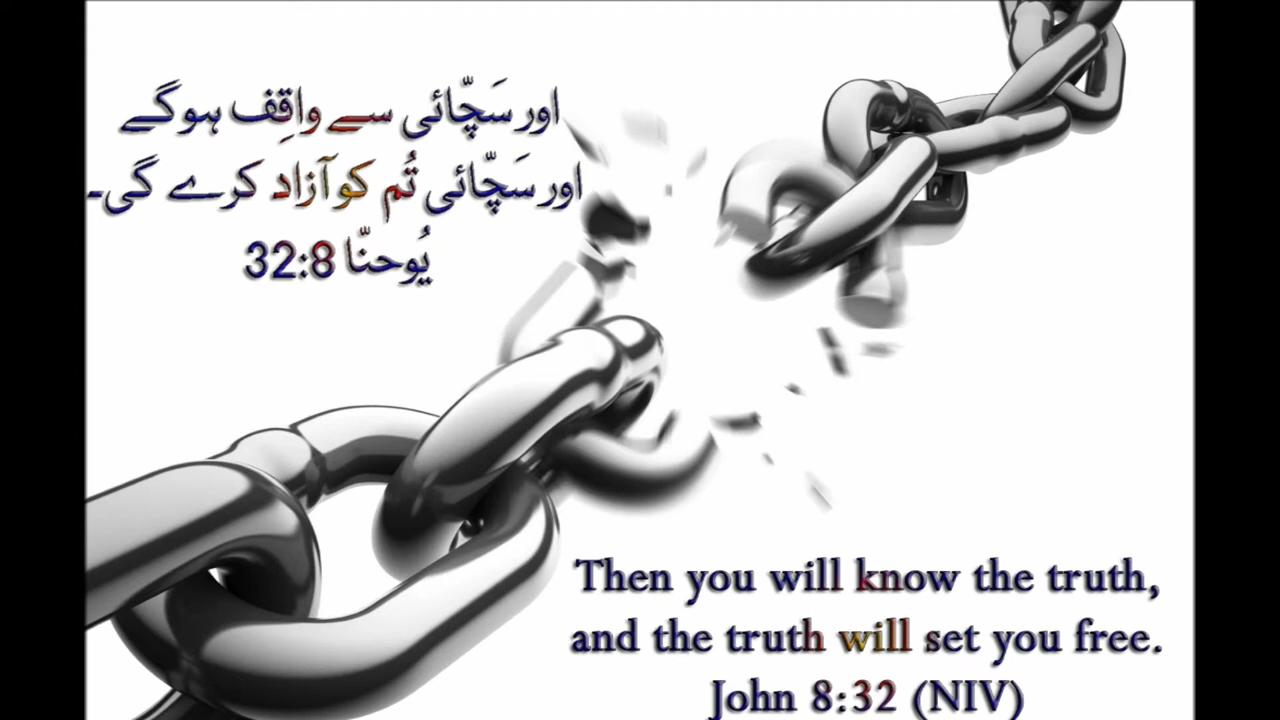 اور سَچّائی سے واقِف ہوگے
اور سَچّائی تُم کو آزاد کرے گی۔
یُوحنّا 32:8
Then you will know the truth,
and the truth will set you free.
John 8:32 (NIV)